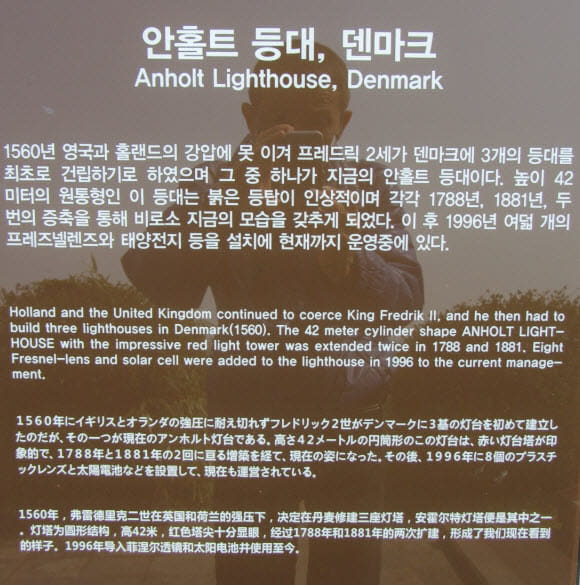 안홀트 등대, 덴마크
Anholt Lighthouse, Denmark
1560년 영국과 홀랜드의 강압에 못 이겨 프레드릭 2세가 덴마크에 3개의 등대를
최초로 건립하기로 하였으며 그 중 하나가 지금의 안홀트 등대이다. 높이 42
미터의 원통형인 이 등대는 붉은 등탑이 인상적이며 각각 1788년, 1881년, 두
번의 증축을 통해 비로소 지금의 모습을 갖추게 되었다. 이 후 1996년 여덟 개의
프레즈넬렌즈와 태양전지 등을 설치에 현재까지 운영중에 있다.
Holland and the United Kingdom continued to coerce King Fredrik II, and he then had to
build three lighthouses in Denmark(1560). The 42 meter cylinder shape ANHOLT LIGHT-
HOUSE with the impressive red light tower was extended twice in 1788 and 1881. Eight
Fresnel-lens and solar cell were added to the lighthouse in 1996 to the current manage-
ment.
1560年にイギリスとオランダの強圧に耐え切れずフレドリック2世がデンマークに3基の灯台を初めて建立し
たのだが、その一つが現在のアンホルト灯台である。高さ42メートルの円筒形のこの灯台は、赤い灯台塔が印
象的で、1788年と1881年の2回に亘る増築を経て、現在の姿になった。その後、1996年に8個のプラスチ
ックレンズと太陽電池などを設置して、現在も運営されている。
1560年，弗雷德里克二世在英国和荷兰的强压下，决定在丹麦修建三座灯塔，安霍尔特灯塔便是其中之一
。灯塔为圆形结构，高42米，红色塔尖十分显眼，经过1788年和1881年的两次扩建，形成了我们现在看到
的样子。1996年导入菲涅尔透镜和太阳电池并使用至今。